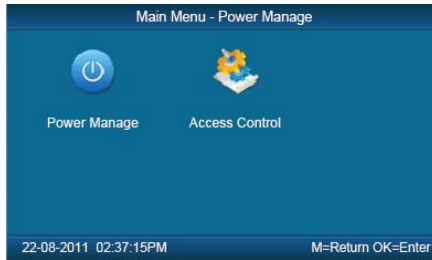 Main Menu - Power Manage
Power Manage Access Control
22-08-2011 02:37:15PM M=Return OK=Enter